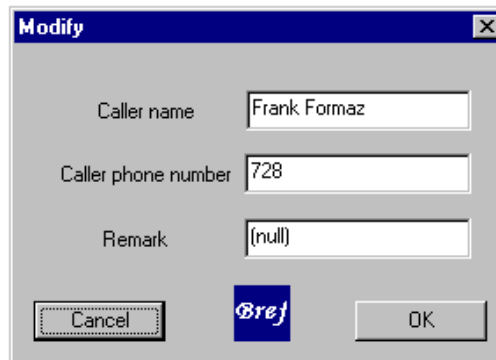 Modify
Caller name Frank Formaz
Caller phone number 728
Remark (null)
Cancel Bref OK